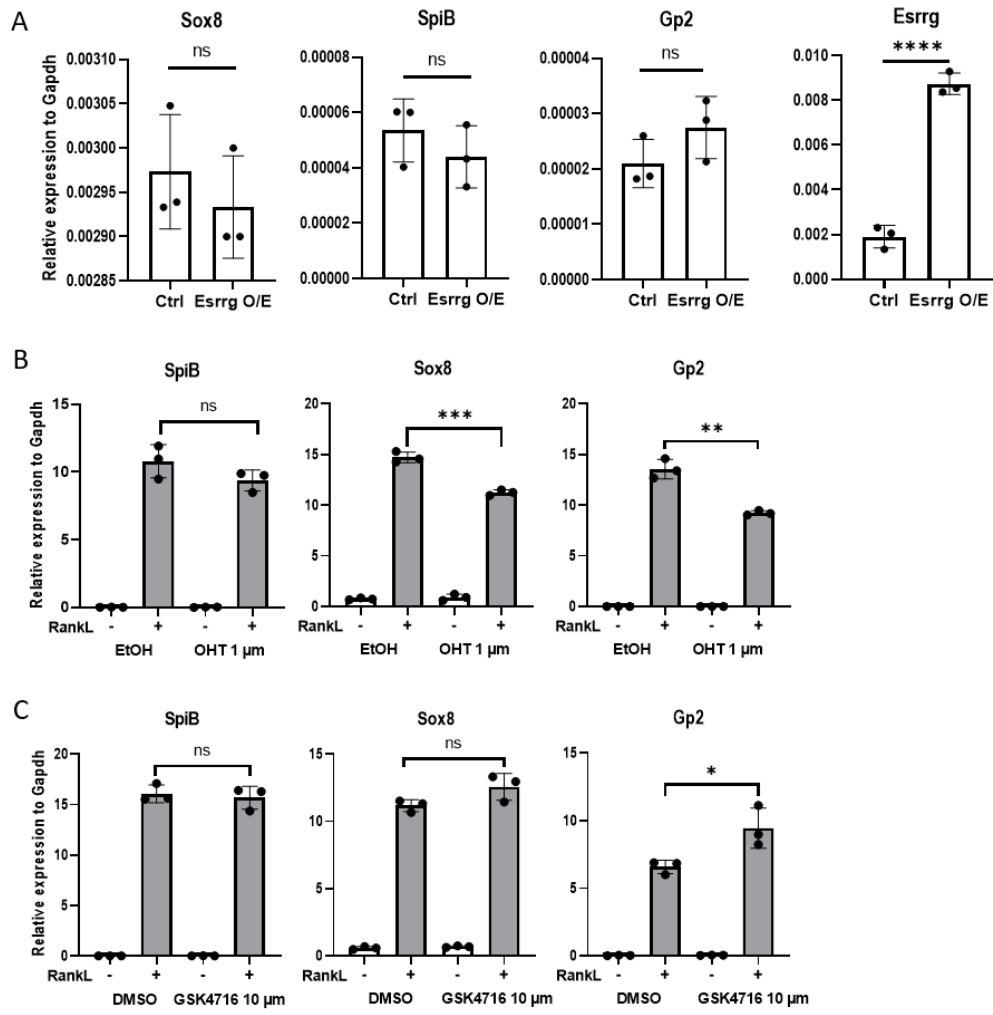 A
Sox8
SpiB
Gp2
Esrrg
Relative expression to Gapdh
0.00310
0.00305
0.00300
0.00295
0.00290
0.00285
ns
Ctrl Esrrg O/E
0.00008
0.00006
0.00004
0.00002
0.00000
ns
Ctrl Esrrg O/E
0.00004
0.00003
0.00002
0.00001
0.00000
ns
Ctrl Esrrg O/E
0.010
0.008
0.006
0.004
0.002
0.000
****
Ctrl Esrrg O/E
B
SpiB
Sox8
Gp2
Relative expression to Gapdh
15
10
5
0
ns
RankL - + - +
EtOH OHT 1 µm
20
15
10
5
0
***
- + - +
EtOH OHT 1 µm
20
15
10
5
0
**
- + - +
EtOH OHT 1 µm
C
SpiB
Sox8
Gp2
Relative expression to Gapdh
20
15
10
5
0
ns
RankL - + - +
DMSO GSK4716 10 µm
15
10
5
0
ns
- + - +
DMSO GSK4716 10 µm
15
10
5
0
*
- + - +
DMSO GSK4716 10 µm